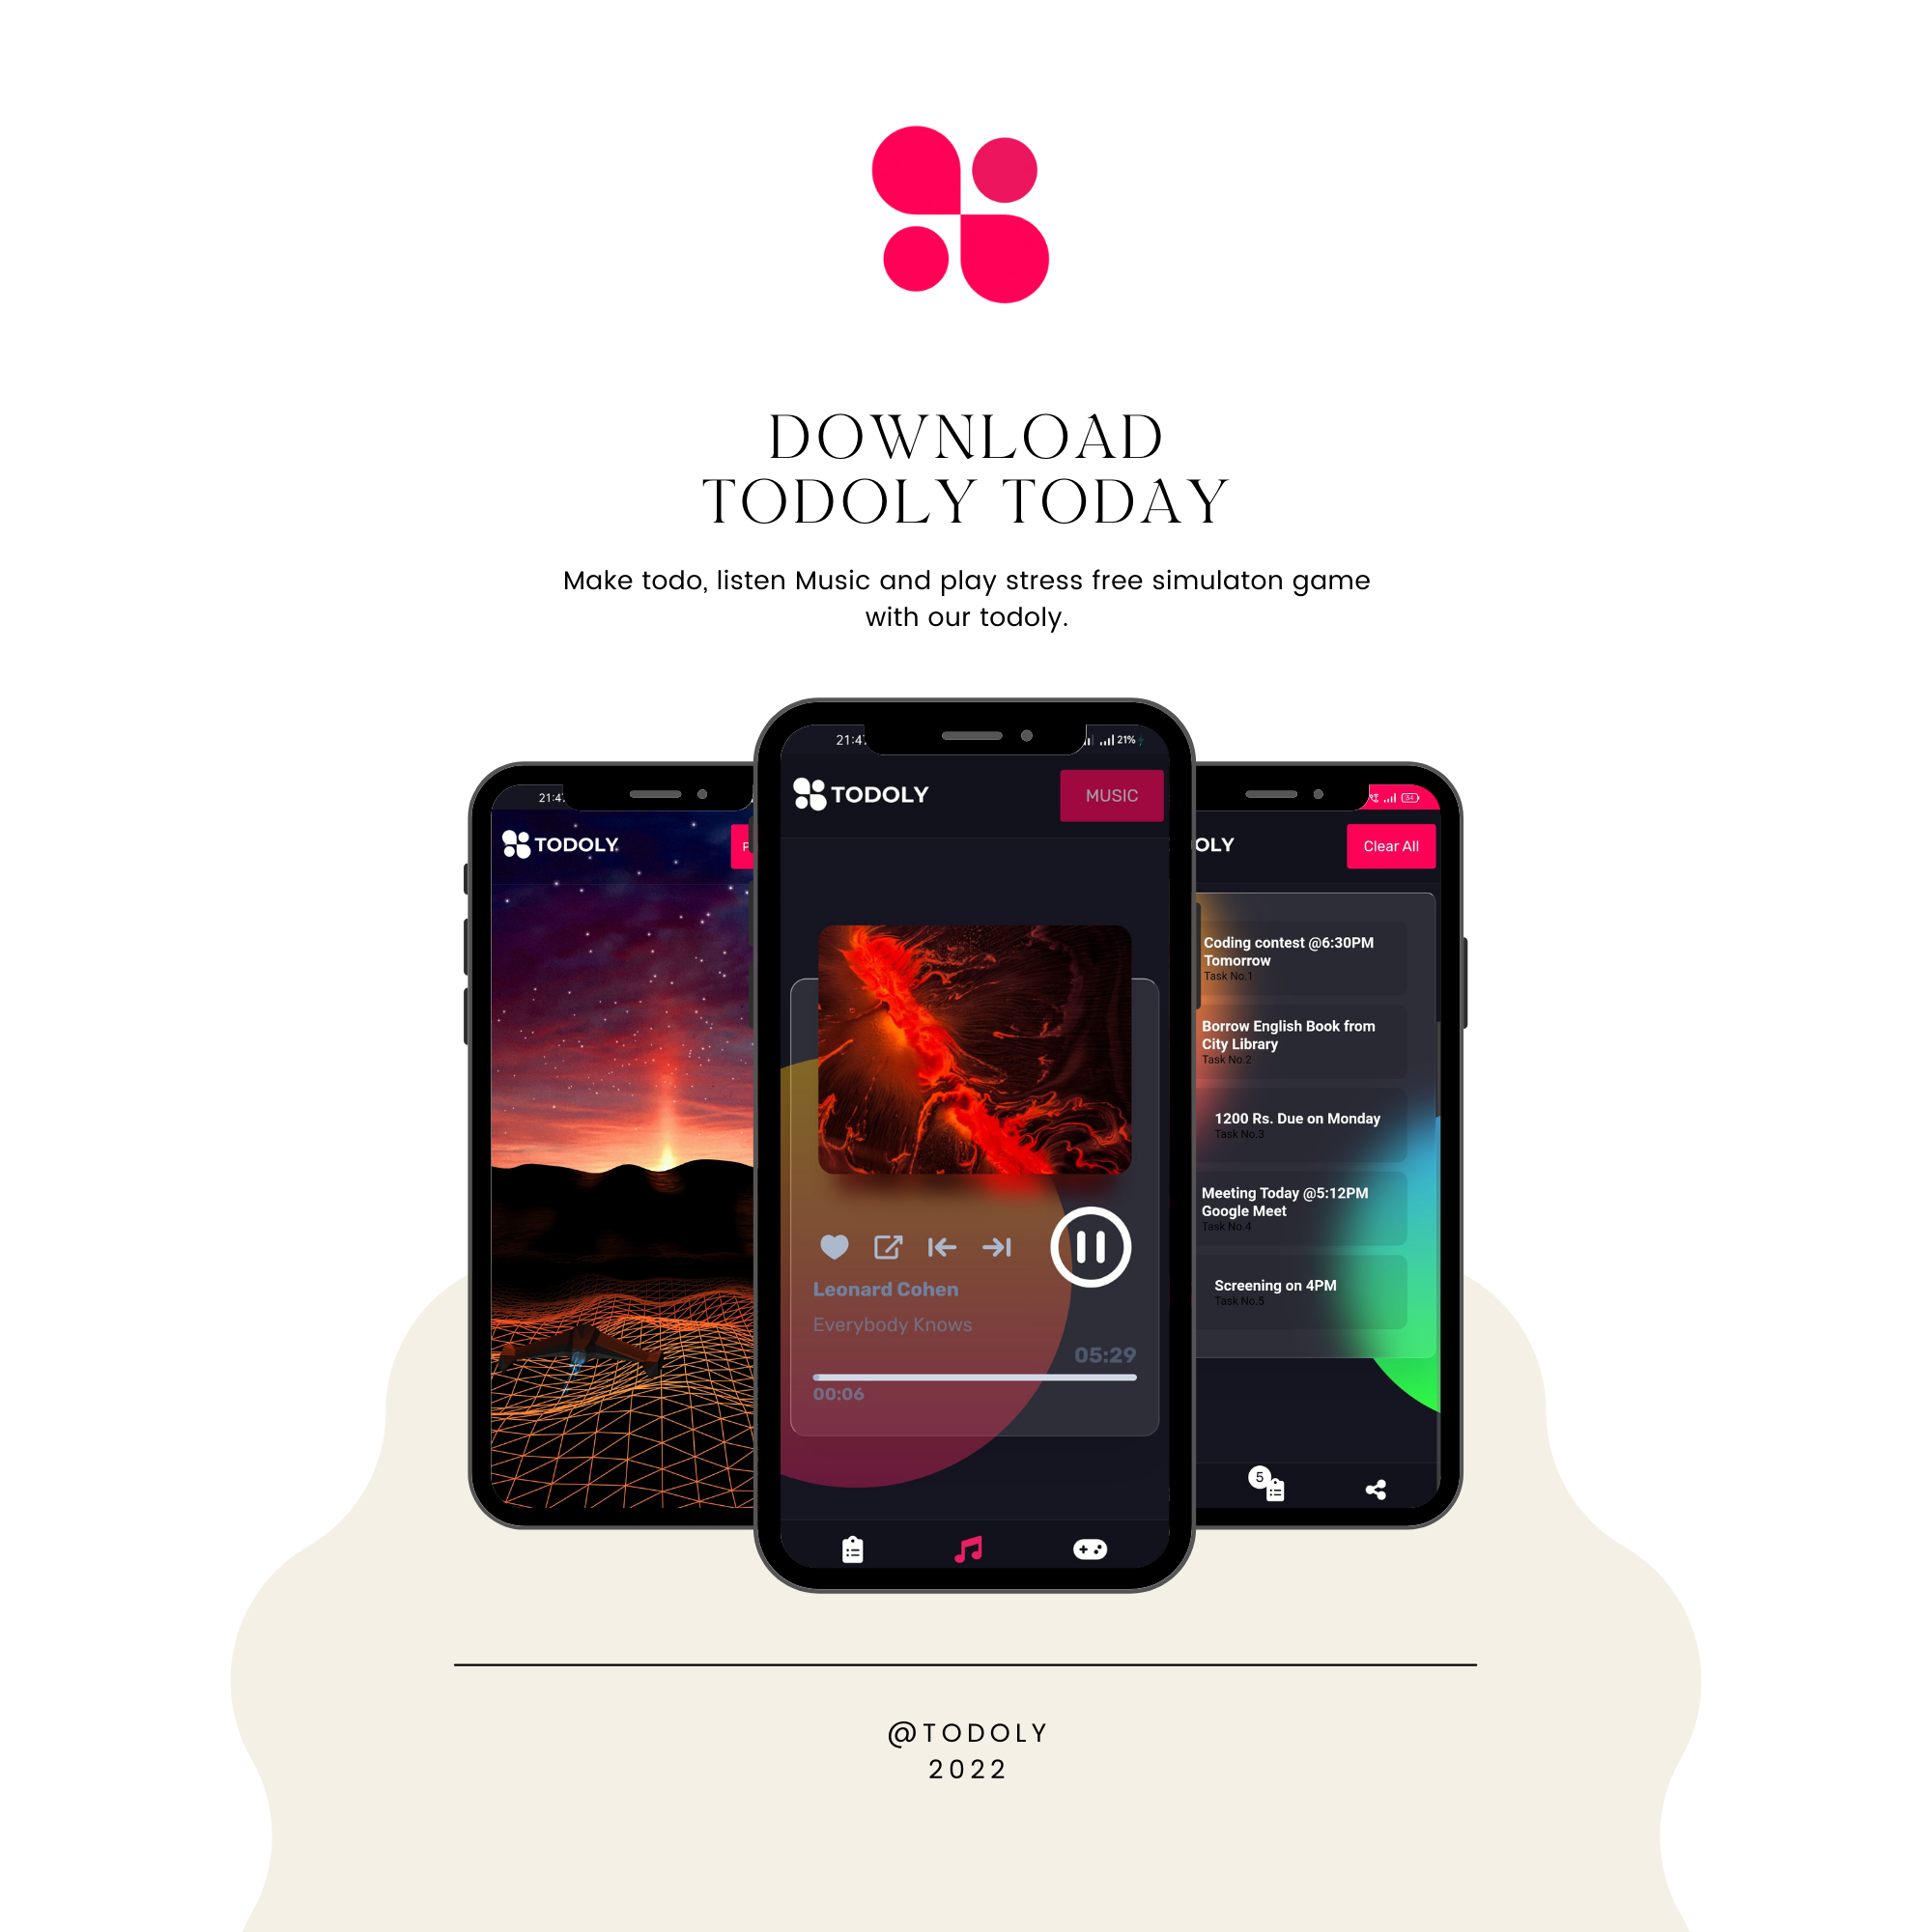 DOWNLOAD
TODOLY TODAY
Make todo, listen Music and play stress free simulaton game
with our todoly.
21:4
TODOLY
21:4
21%
TODOLY
MUSIC
Leonard Cohen
Everybody Knows
05:29
00:06
54
OLY
Clear All
Coding contest @6:30PM
Tomorrow
Task No.1
Borrow English Book from
City Library
Task No.2
1200 Rs. Due on Monday
Task No.3
Meeting Today @5:12PM
Google Meet
Task No.4
Screening on 4PM
Task No.5
5
@TODOLY
2022